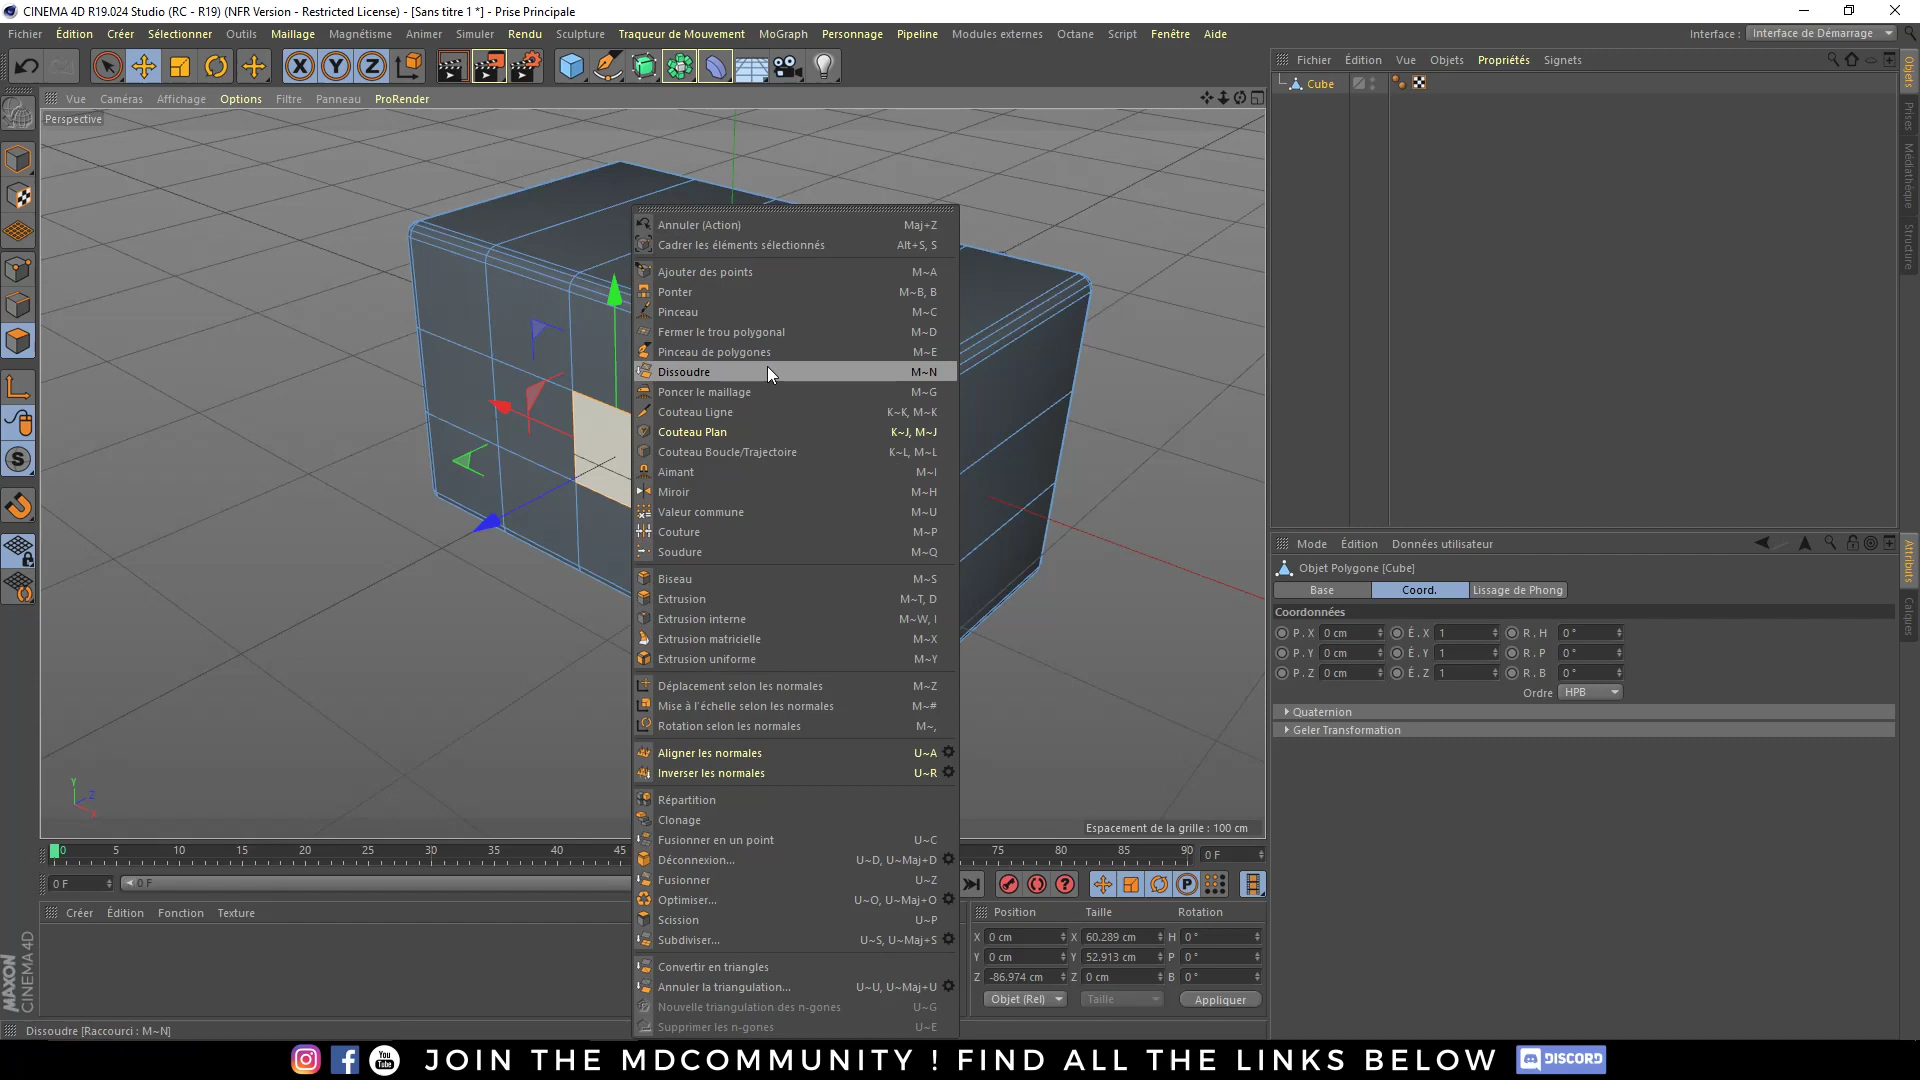 CINEMA 4D R19.024 Studio (RC - R19) (NFR Version - Restricted License) - [Sans titre 1 *] - Prise Principale
Fichier Édition Créer Sélectionner Outils Maillage Magnétisme Animer Simuler Rendu Sculpture Traqueur de Mouvement MoGraph Personnage Pipeline Modules externes Octane Script Fenêtre Aide Interface : Interface de Démarrage
X Y Z
Vue Caméras Affichage Options Filtre Panneau ProRender
Perspective
Fichier Édition Vue Objets Propriétés Signets
Cube
Objets
Prises
Médiathèque
Structure
Annuler (Action) Maj+Z
Cadrer les éléments sélectionnés Alt+S, S
Ajouter des points M~A
Ponter M~B, B
Pinceau M~C
Fermer le trou polygonal M~D
Pinceau de polygones M~E
Dissoudre M~N
Poncer le maillage M~G
Couteau Ligne K~K, M~K
Couteau Plan K~J, M~J
Couteau Boucle/Trajectoire K~L, M~L
Aimant M~I
Miroir M~H
Valeur commune M~U
Couture M~P
Soudure M~Q
Biseau M~S
Extrusion M~T, D
Extrusion interne M~W, I
Extrusion matricielle M~X
Extrusion uniforme M~Y
Déplacement selon les normales M~Z
Mise à l'échelle selon les normales M~#
Rotation selon les normales M~,
Aligner les normales U~A
Inverser les normales U~R
Répartition
Clonage
Fusionner en un point U~C
Déconnexion... U~D, U~Maj+D
Fusionner U~Z
Optimiser... U~O, U~Maj+O
Scission U~P
Subdiviser... U~S, U~Maj+S
Convertir en triangles
Annuler la triangulation... U~U, U~Maj+U
Nouvelle triangulation des n-gones U~G
Supprimer les n-gones U~E
Y
Z
X
Espacement de la grille : 100 cm
Mode Édition Données utilisateur
Objet Polygone [Cube]
Base Coord. Lissage de Phong
Coordonnées
P . X 0 cm É . X 1 R . H 0 °
P . Y 0 cm É . Y 1 R . P 0 °
P . Z 0 cm É . Z 1 R . B 0 °
Ordre HPB
Quaternion
Geler Transformation
Attributs
Calques
0 5 10 15 20 25 30 35 40 45 75 80 85 90 0 F
0 F 0 F
P
Créer Édition Fonction Texture
Position Taille Rotation
X 0 cm X 60.289 cm H 0 °
Y 0 cm Y 52.913 cm P 0 °
Z -86.974 cm Z 0 cm B 0 °
Objet (Rel) Taille Appliquer
MAXON
CINEMA 4D
Dissoudre [Raccourci : M~N]
You
Tube
JOIN THE MDCOMMUNITY ! FIND ALL THE LINKS BELOW
DISCORD